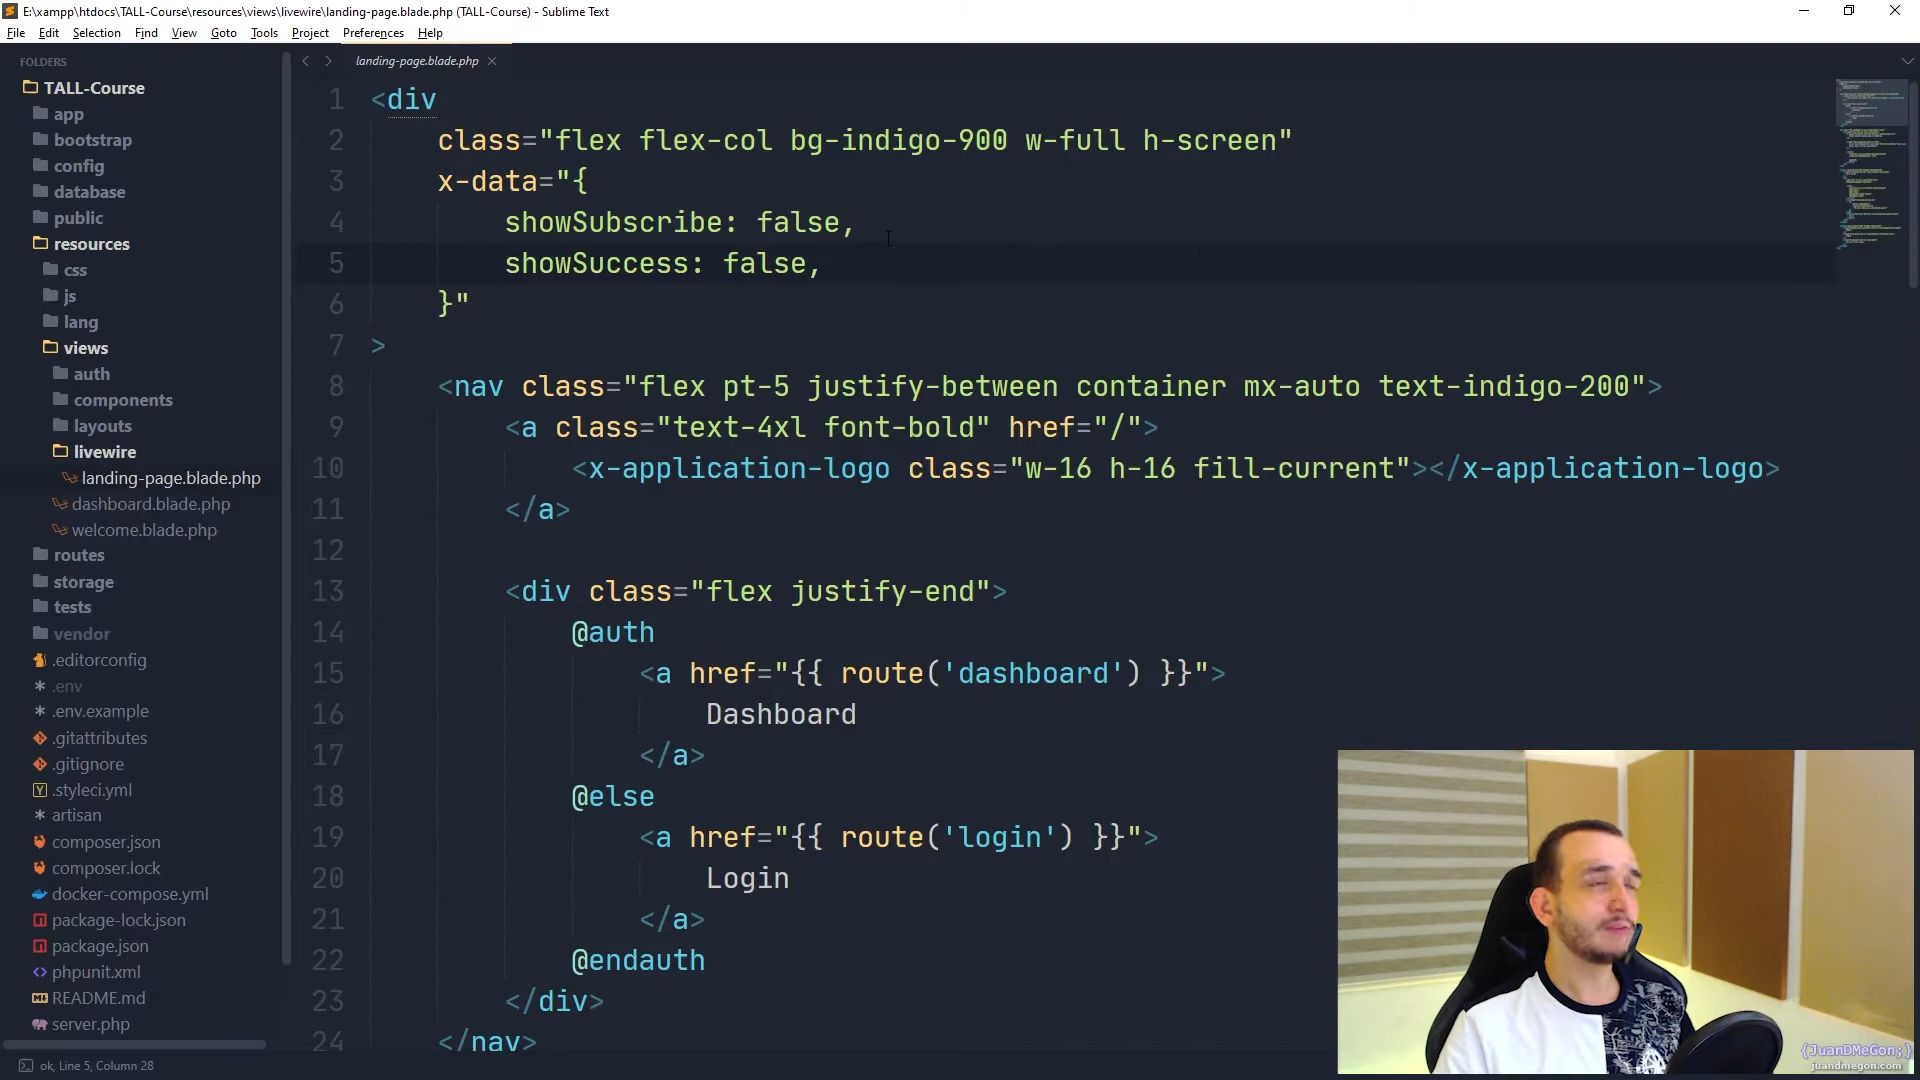 E:\xampp\htdocs\TALL-Course\resources\views\livewire\landing-page.blade.php (TALL-Course) - Sublime Text
File Edit Selection Find View Goto Tools Project Preferences Help
FOLDERS
TALL-Course
app
bootstrap
config
database
public
resources
css
js
lang
views
auth
components
layouts
livewire
landing-page.blade.php
dashboard.blade.php
welcome.blade.php
routes
storage
tests
vendor
.editorconfig
.env
.env.example
.gitattributes
.gitignore
.styleci.yml
artisan
composer.json
composer.lock
docker-compose.yml
package-lock.json
package.json
phpunit.xml
README.md
server.php
landing-page.blade.php
1 <div
2 class="flex flex-col bg-indigo-900 w-full h-screen"
3 x-data="{
4 showSubscribe: false,
5 showSuccess: false,
6 }"
7 >
8 <nav class="flex pt-5 justify-between container mx-auto text-indigo-200">
9 <a class="text-4xl font-bold" href="/">
10 <x-application-logo class="w-16 h-16 fill-current"></x-application-logo>
11 </a>
12
13 <div class="flex justify-end">
14 @auth
15 <a href="{{ route('dashboard') }}">
16 Dashboard
17 </a>
18 @else
19 <a href="{{ route('login') }}">
20 Login
21 </a>
22 @endauth
23 </div>
24 </nav>
ok, Line 5, Column 28
{JuanDMeGon;}
juandmegon.com